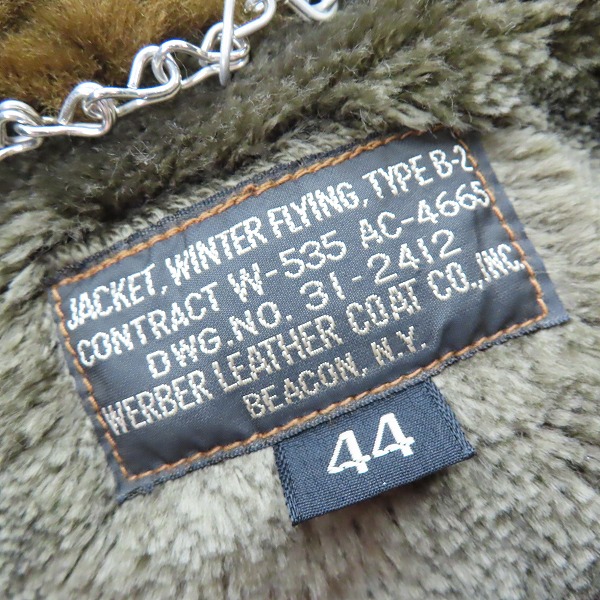 JACKET, WINTER FLYING, TYPE B-2
CONTRACT W-535 AC-4665
DWG.NO. 31-2412
WERBER LEATHER COAT CO., INC.
BEACON, N.Y.
44